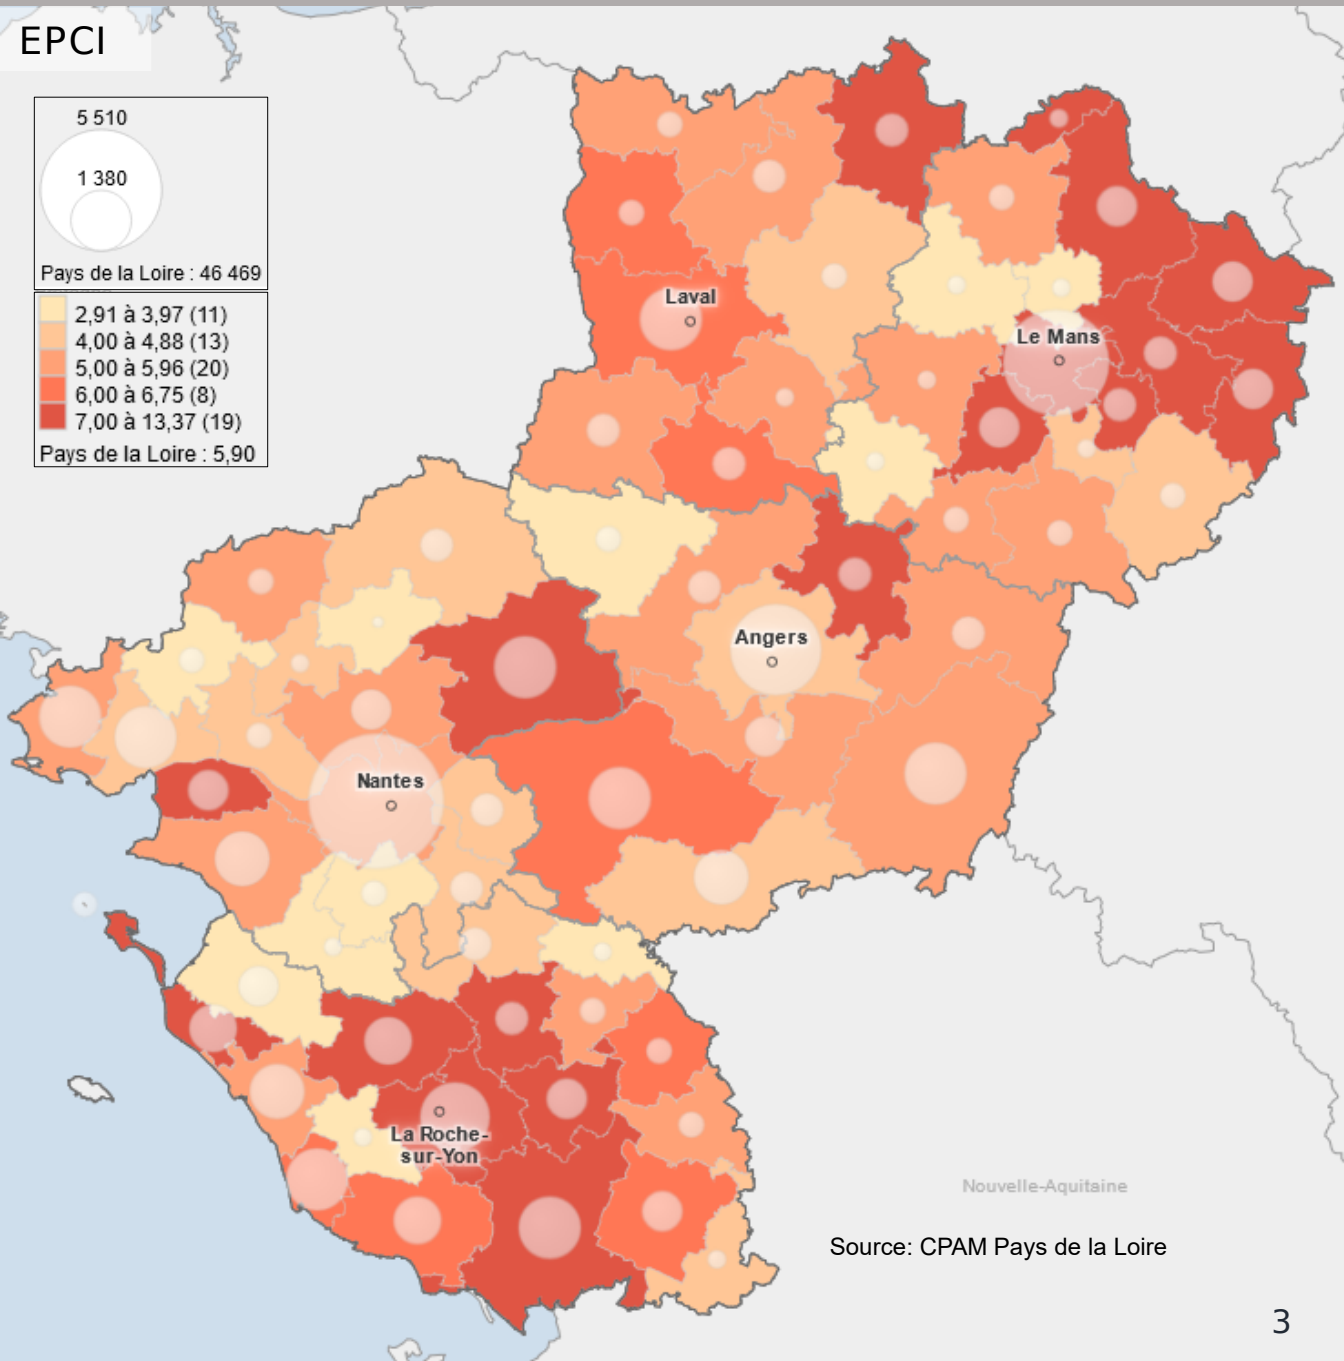 EPCI
5 510
1 380
Pays de la Loire : 46 469
2,91 à 3,97 (11)
4,00 à 4,88 (13)
5,00 à 5,96 (20)
6,00 à 6,75 (8)
7,00 à 13,37 (19)
Pays de la Loire : 5,90
Laval
Le Mans
Angers
Nantes
La Roche-
sur-Yon
Nouvelle-Aquitaine
Source: CPAM Pays de la Loire
3